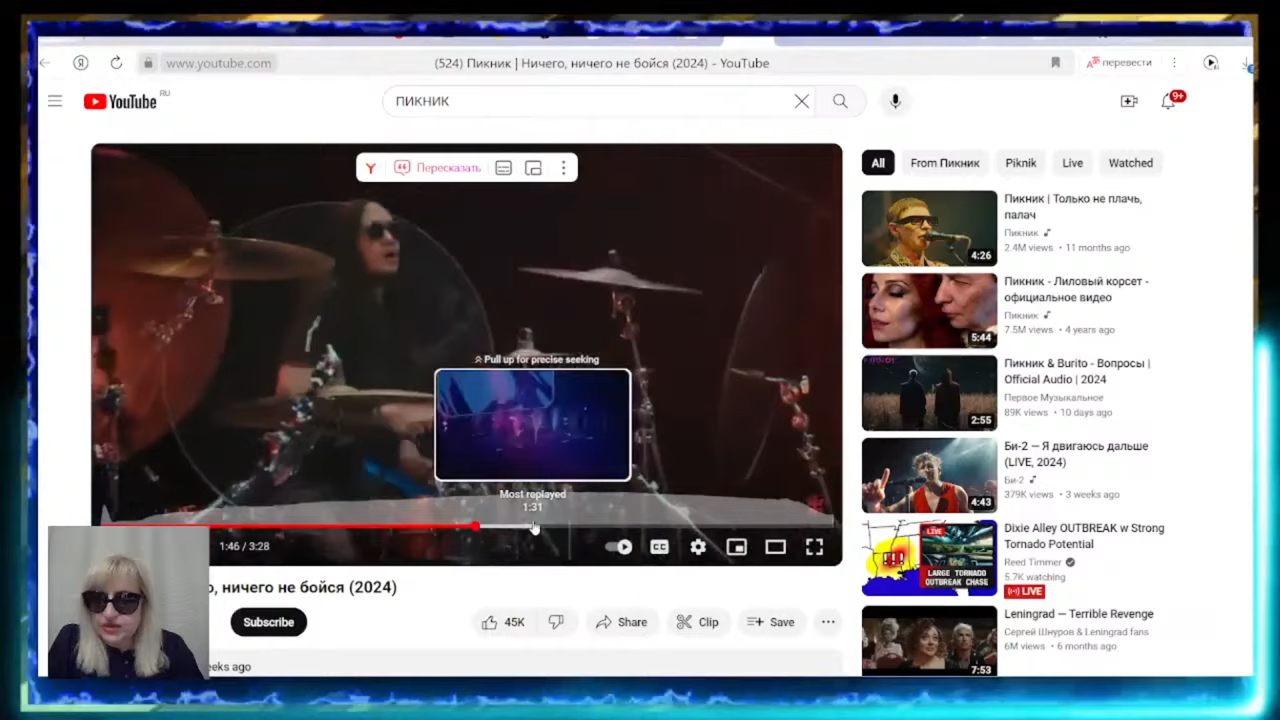 www.youtube.com
(524) Пикник | Ничего, ничего не бойся (2024) - YouTube
перевести
YouTube RU
ПИКНИК
9+
Пересказать
Pull up for precise seeking
Most replayed
1:31
1:46 / 3:28
CC
о, ничего не бойся (2024)
Subscribe
45K
Share
Clip
Save
eeks ago
All
From Пикник
Piknik
Live
Watched
Пикник | Только не плачь,
палач
Пикник
2.4M views • 11 months ago
4:26
Пикник - Лиловый корсет -
официальное видео
Пикник
7.5M views • 4 years ago
5:44
Пикник & Burito - Вопросы |
Official Audio | 2024
Первое Музыкальное
89K views • 10 days ago
2:55
Би-2 — Я двигаюсь дальше
(LIVE, 2024)
Би-2
379K views • 3 weeks ago
4:43
Dixie Alley OUTBREAK w Strong
Tornado Potential
Reed Timmer
5.7K watching
LIVE
!!!
LIVE
LARGE TORNADO
OUTBREAK CHASE
Leningrad — Terrible Revenge
Сергей Шнуров & Leningrad fans
6M views • 6 months ago
7:53